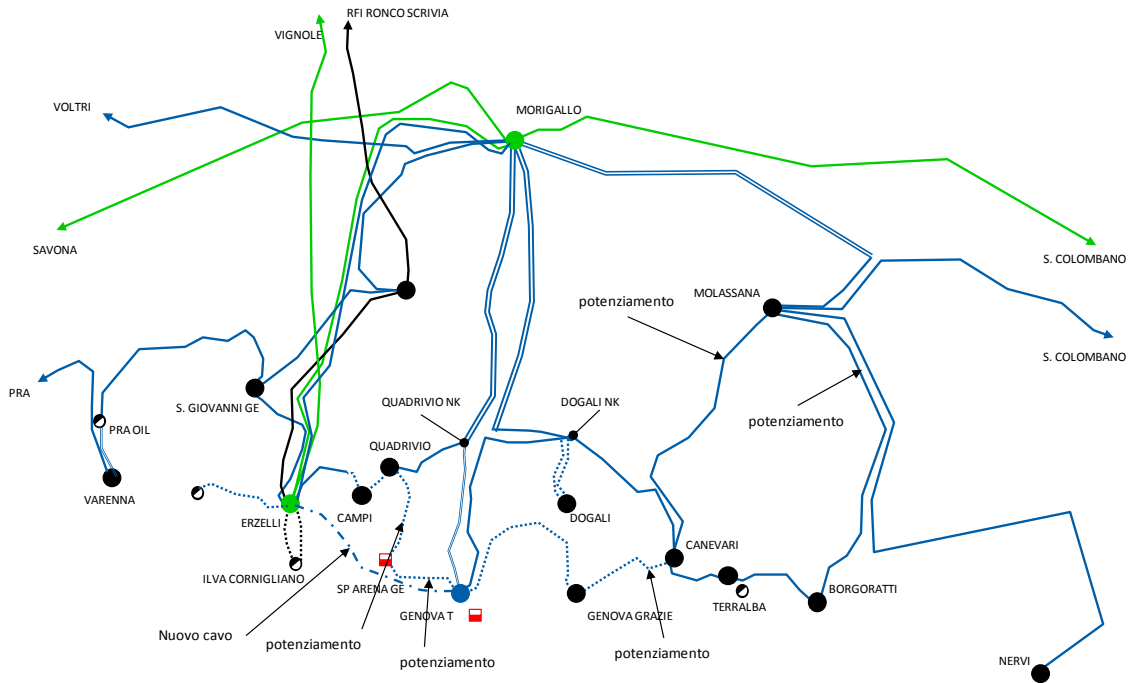 RFI RONCO SCRIVIA
VIGNOLE
VOLTRI
MORIGALLO
SAVONA
S. COLOMBANO
MOLASSANA
potenziamento
S. COLOMBANO
PRA
S. GIOVANNI GE
QUADRIVIO NK
DOGALI NK
potenziamento
PRA OIL
QUADRIVIO
VARENNA
ERZELLI
CAMPI
DOGALI
CANEVARI
ILVA CORNIGLIANO
SP ARENA GE
GENOVA T
GENOVA GRAZIE
TERRALBA
BORGORATTI
Nuovo cavo
potenziamento
potenziamento
potenziamento
NERVI